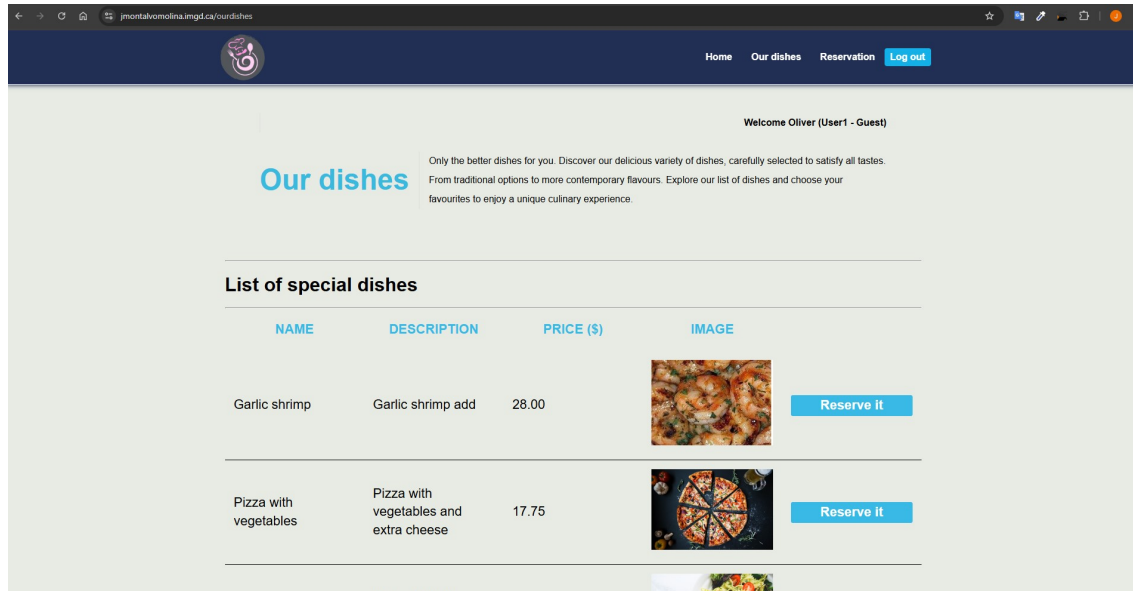 jmontalvomolina.imgd.ca/ourdishes
Home Our dishes Reservation Log out
Welcome Oliver (User1 - Guest)
Our dishes
Only the better dishes for you. Discover our delicious variety of dishes, carefully selected to satisfy all tastes.
From traditional options to more contemporary flavours. Explore our list of dishes and choose your
favourites to enjoy a unique culinary experience.
List of special dishes
NAME DESCRIPTION PRICE ($) IMAGE
Garlic shrimp Garlic shrimp add 28.00 Reserve it
Pizza with
vegetables
Pizza with
vegetables and
extra cheese
17.75
Reserve it